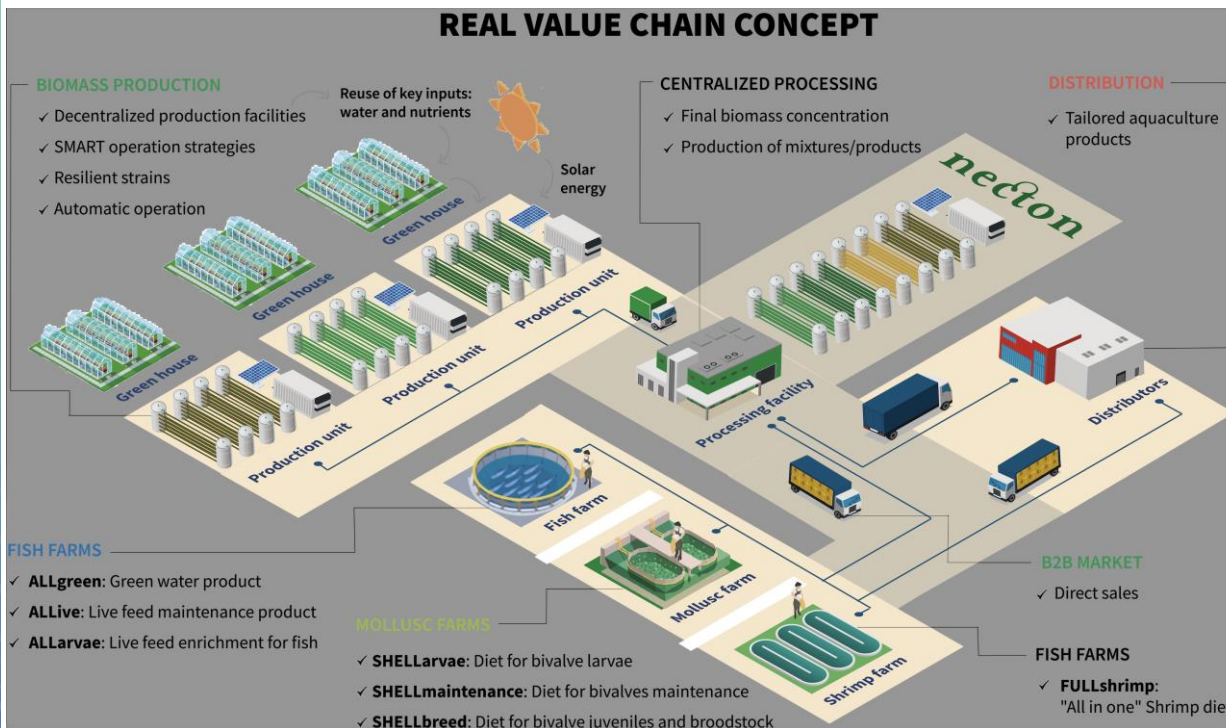 REAL VALUE CHAIN CONCEPT
BIOMASS PRODUCTION
✓ Decentralized production facilities
✓ SMART operation strategies
✓ Resilient strains
✓ Automatic operation
Reuse of key inputs:
water and nutrients
Solar
energy
CENTRALIZED PROCESSING
✓ Final biomass concentration
✓ Production of mixtures/products
DISTRIBUTION
✓ Tailored aquaculture
products
necton
Green house
Green house
Green house
Production unit
Production unit
Production unit
Processing facility
Distributors
Fish farm
Mollusc farm
Shrimp farm
FISH FARMS
✓ ALLgreen: Green water product
✓ ALLive: Live feed maintenance product
✓ ALLarvae: Live feed enrichment for fish
MOLLUSC FARMS
✓ SHELLarvae: Diet for bivalve larvae
✓ SHELLmaintenance: Diet for bivalves maintenance
✓ SHELLbreed: Diet for bivalve juveniles and broodstock
B2B MARKET
✓ Direct sales
FISH FARMS
✓ FULLshrimp:
"All in one" Shrimp die